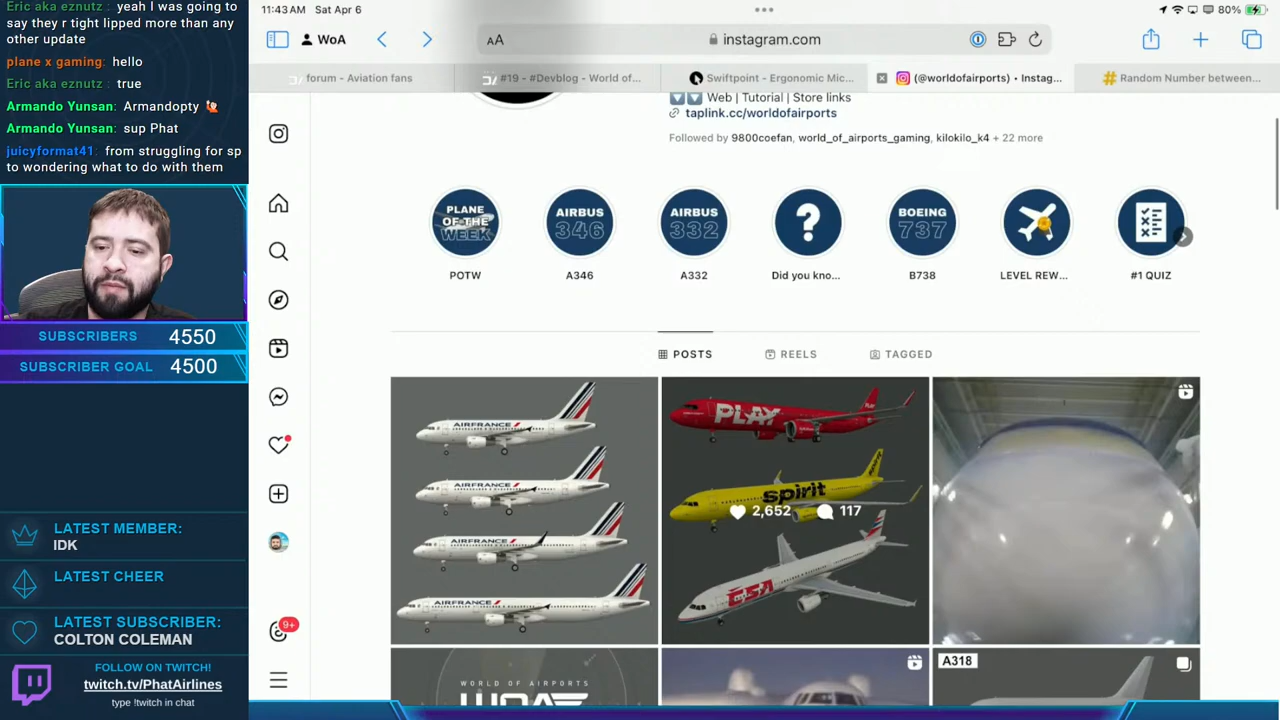 Eric aka eznutz: yeah I was going to
say they r tight lipped more than any
other update
plane x gaming: hello
Eric aka eznutz: true
Armando Yunsan: Armandopty
Armando Yunsan: sup Phat
juicyformat41: from struggling for sp
to wondering what to do with them
SUBSCRIBERS 4550
SUBSCRIBER GOAL 4500
LATEST MEMBER:
IDK
LATEST CHEER
LATEST SUBSCRIBER:
COLTON COLEMAN
FOLLOW ON TWITCH!
twitch.tv/PhatAirlines
type !twitch in chat
11:43 AM Sat Apr 6
80%
WoA
AA
instagram.com
forum - Aviation fans
#19 - #Devblog - World of...
Swiftpoint - Ergonomic Mic...
(@worldofairports) • Instag...
Random Number between...
Web | Tutorial | Store links
taplink.cc/worldofairports
Followed by 9800coefan, world_of_airports_gaming, kilokilo_k4 + 22 more
PLANE
OF THE
WEEK
AIRBUS
346
AIRBUS
332
?
BOEING
737
POTW
A346
A332
Did you kno...
B738
LEVEL REW...
#1 QUIZ
POSTS
REELS
TAGGED
AIRFRANCE
AIRFRANCE
AIRFRANCE
AIRFRANCE
PLAY
PLAY
spirit
2,652
117
CSA
9+
WORLD OF AIRPORTS
WOA
A318